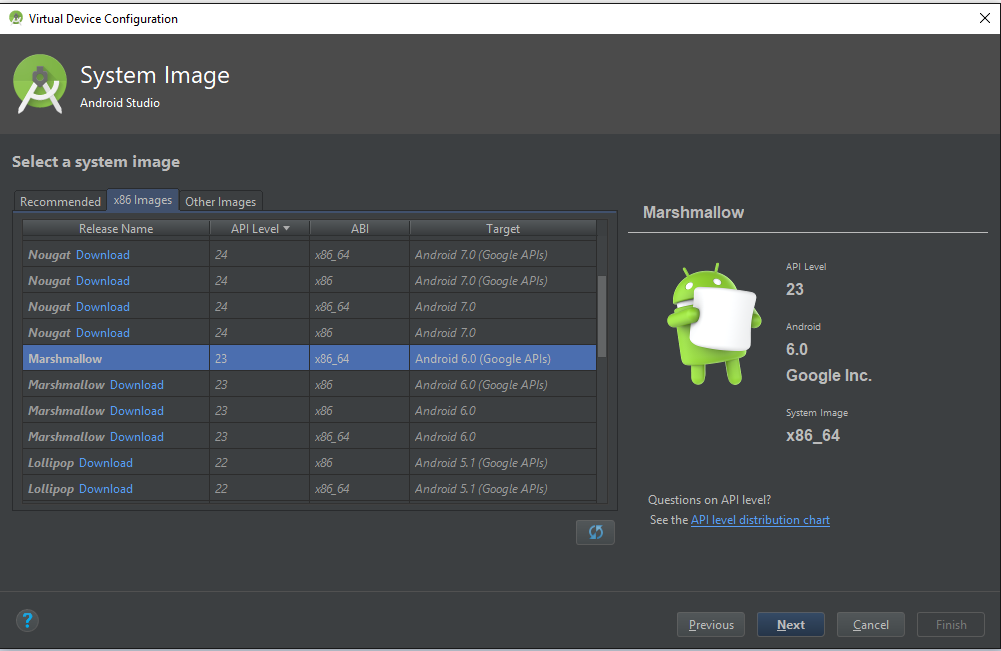 Virtual Device Configuration
System Image
Android Studio
Select a system image
Recommended x86 Images Other Images
Release Name API Level ABI Target
Nougat Download 24 x86_64 Android 7.0 (Google APIs)
Nougat Download 24 x86 Android 7.0 (Google APIs)
Nougat Download 24 x86_64 Android 7.0
Nougat Download 24 x86 Android 7.0
Marshmallow 23 x86_64 Android 6.0 (Google APIs)
Marshmallow Download 23 x86 Android 6.0 (Google APIs)
Marshmallow Download 23 x86 Android 6.0
Marshmallow Download 23 x86_64 Android 6.0
Lollipop Download 22 x86 Android 5.1 (Google APIs)
Lollipop Download 22 x86_64 Android 5.1 (Google APIs)
Marshmallow
API Level
23
Android
6.0
Google Inc.
System Image
x86_64
Questions on API level?
See the API level distribution chart
? Previous Next Cancel Finish